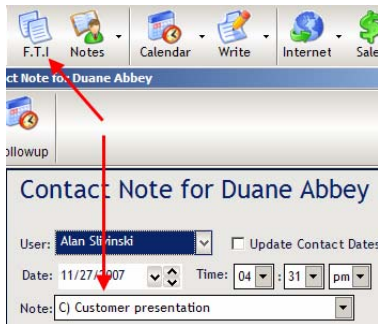 F.T.I Notes Calendar Write Internet Sale
ct Note for Duane Abbey
ollowup
Contact Note for Duane Abbey
User: Alan Slivinski Update Contact Dates
Date: 11/27/2007 Time: 04 : 31 pm
Note: C) Customer presentation